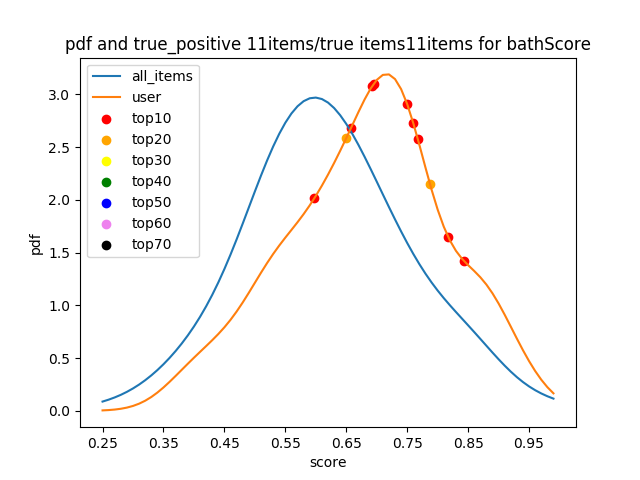 pdf and true_positive 11items/true items11items for bathScore
all_items
user
top10
top20
top30
top40
top50
top60
top70
pdf
3.0
2.5
2.0
1.5
1.0
0.5
0.0
0.25 0.35 0.45 0.55 0.65 0.75 0.85 0.95
score